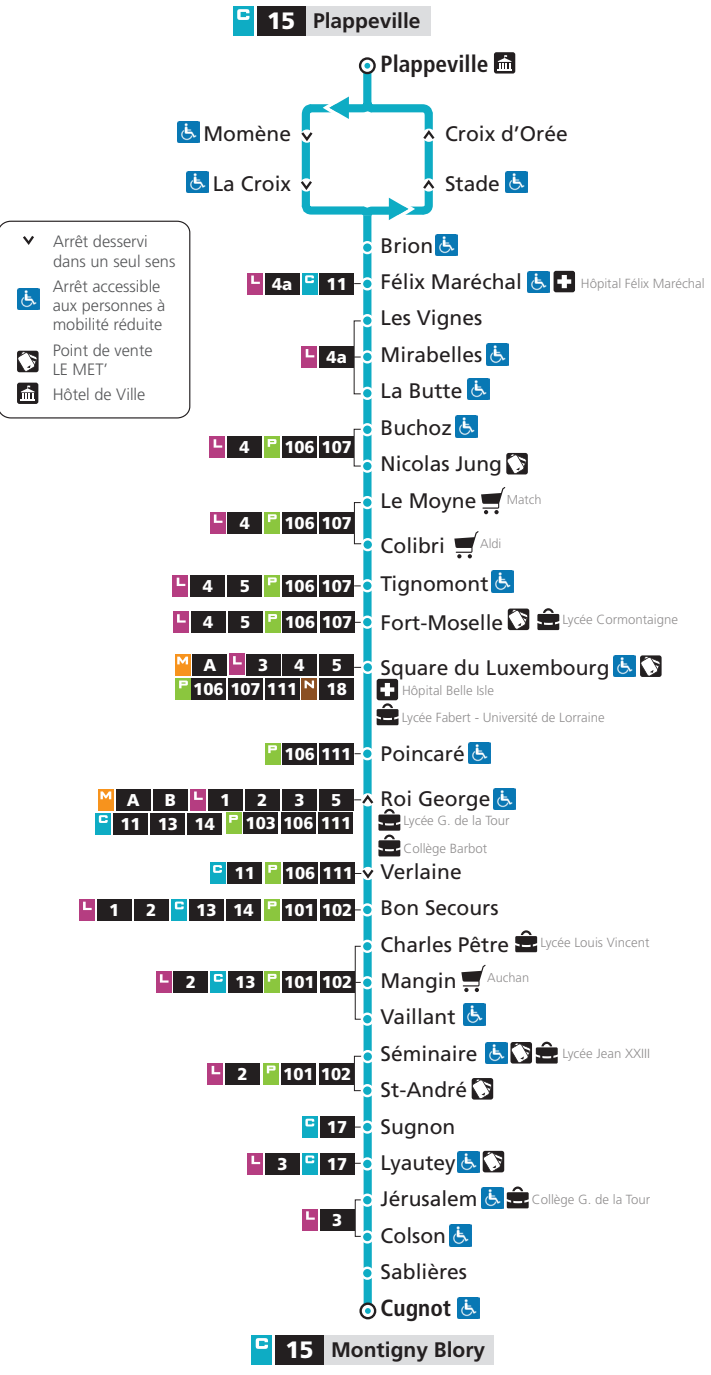 C 15 Plappeville
Plappeville
Momène
Croix d'Orée
La Croix
Stade
Arrêt desservi
dans un seul sens
Arrêt accessible
aux personnes à
mobilité réduite
Point de vente
LE MET'
Hôtel de Ville
Brion
L 4a C 11 Félix Maréchal Hôpital Félix Maréchal
Les Vignes
L 4a Mirabelles
La Butte
Buchoz
L 4 P 106 107
Nicolas Jung
Le Moyne Match
L 4 P 106 107
Colibri Aldi
L 4 5 P 106 107 Tignomont
L 4 5 P 106 107 Fort-Moselle Lycée Cormontaigne
M A L 3 4 5 Square du Luxembourg
P 106 107 111 N 18 Hôpital Belle Isle
Lycée Fabert - Université de Lorraine
P 106 111 Poincaré
M A B L 1 2 3 5 Roi George
C 11 13 14 P 103 106 111 Lycée G. de la Tour
Collège Barbot
C 11 P 106 111 Verlaine
L 1 2 C 13 14 P 101 102 Bon Secours
Charles Pêtre Lycée Louis Vincent
L 2 C 13 P 101 102 Mangin Auchan
Vaillant
Séminaire Lycée Jean XXIII
L 2 P 101 102
St-André
C 17 Sugnon
L 3 C 17 Lyautey
Jérusalem Collège G. de la Tour
L 3
Colson
Sablières
Cugnot
C 15 Montigny Blory